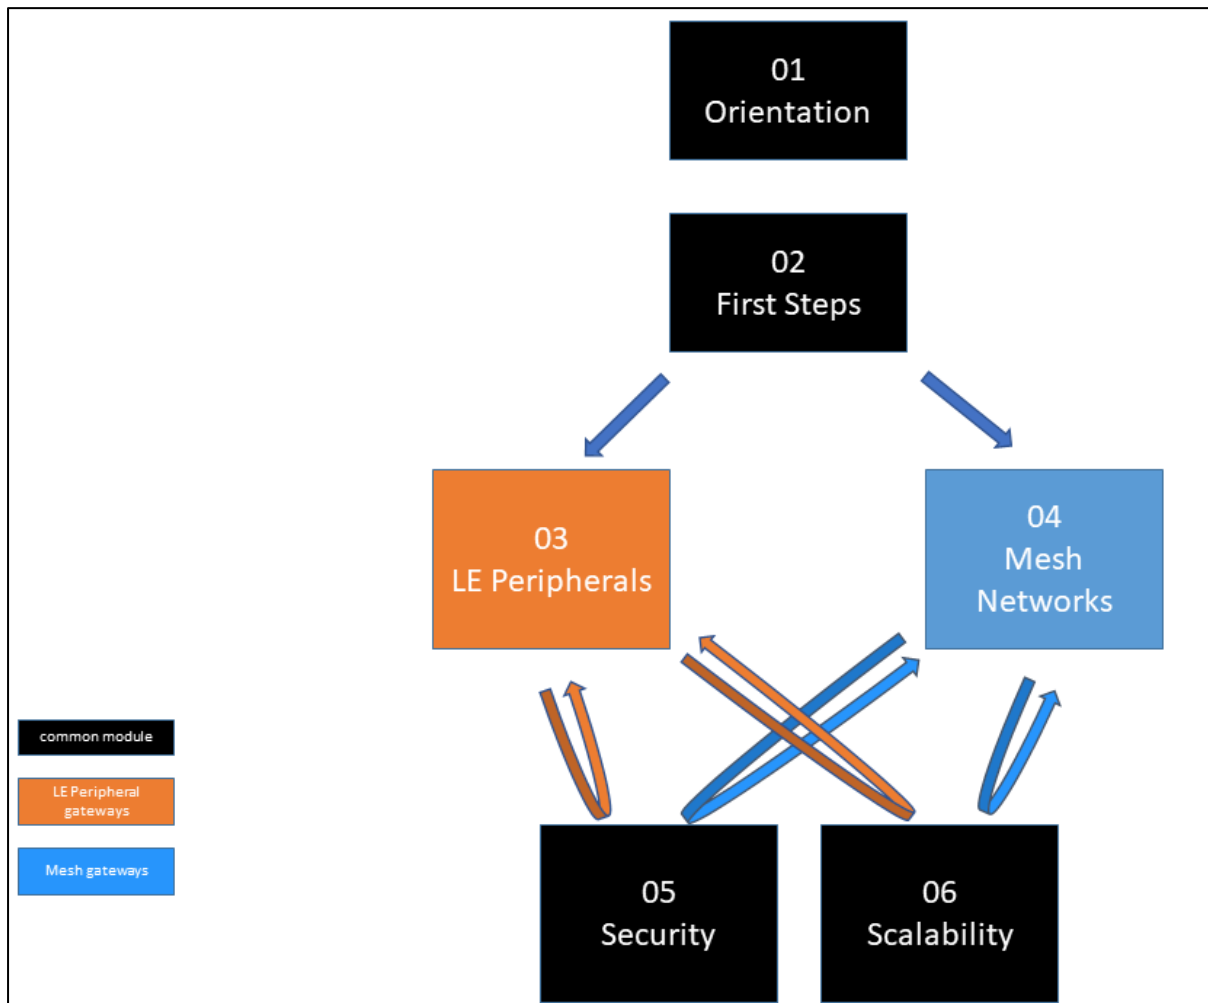 01
Orientation
02
First Steps
03
LE Peripherals
04
Mesh
Networks
common module
LE Peripheral
gateways
Mesh gateways
05
Security
06
Scalability